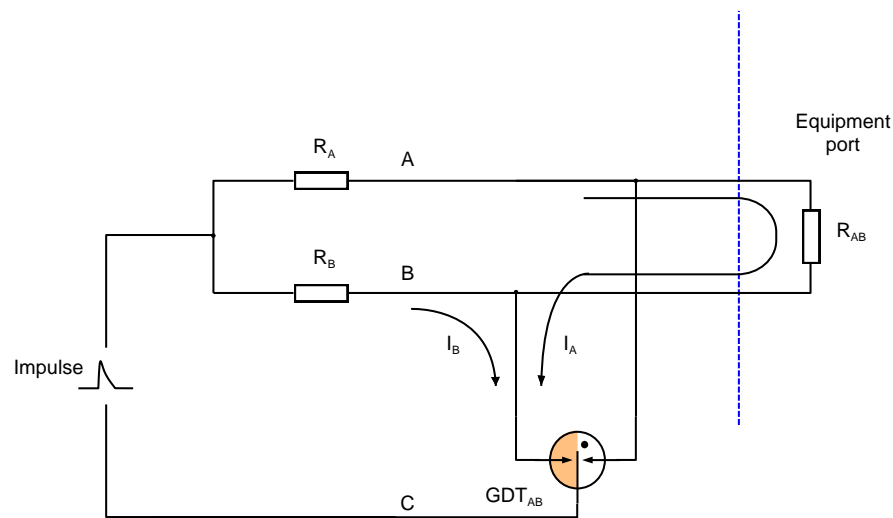 Equipment
port
R_A
A
R_AB
R_B
B
I_B
I_A
Impulse
GDT_AB
C